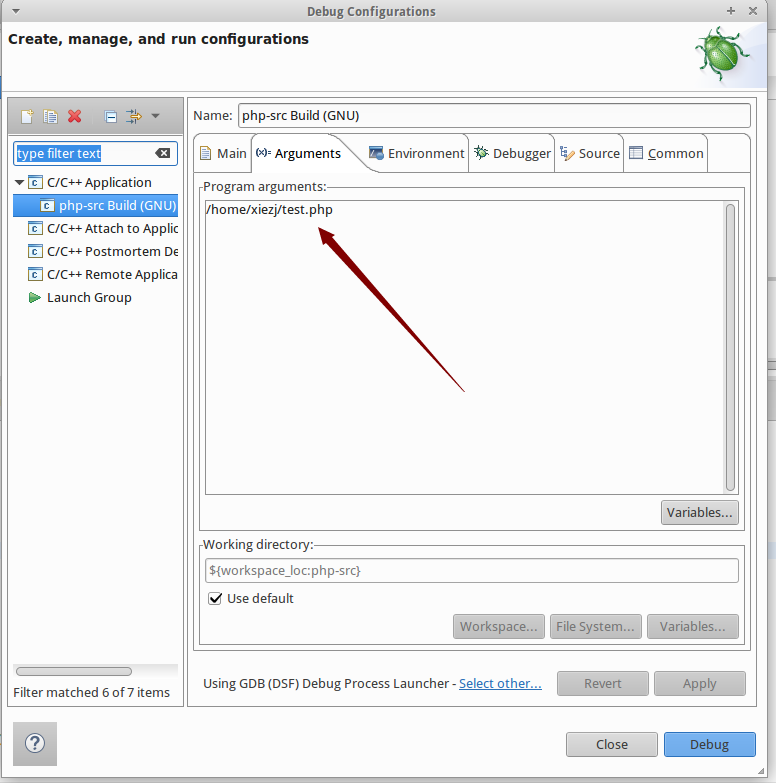 Debug Configurations
Create, manage, and run configurations
Name: php-src Build (GNU)
type filter text
C/C++ Application
php-src Build (GNU)
C/C++ Attach to Applic
C/C++ Postmortem De
C/C++ Remote Applica
Launch Group
Filter matched 6 of 7 items
Main
(x)= Arguments
Environment
Debugger
Source
Common
Program arguments:
/home/xiezj/test.php
Variables...
Working directory:
${workspace_loc:php-src}
Use default
Workspace... File System... Variables...
Using GDB (DSF) Debug Process Launcher - Select other... Revert Apply
? Close Debug